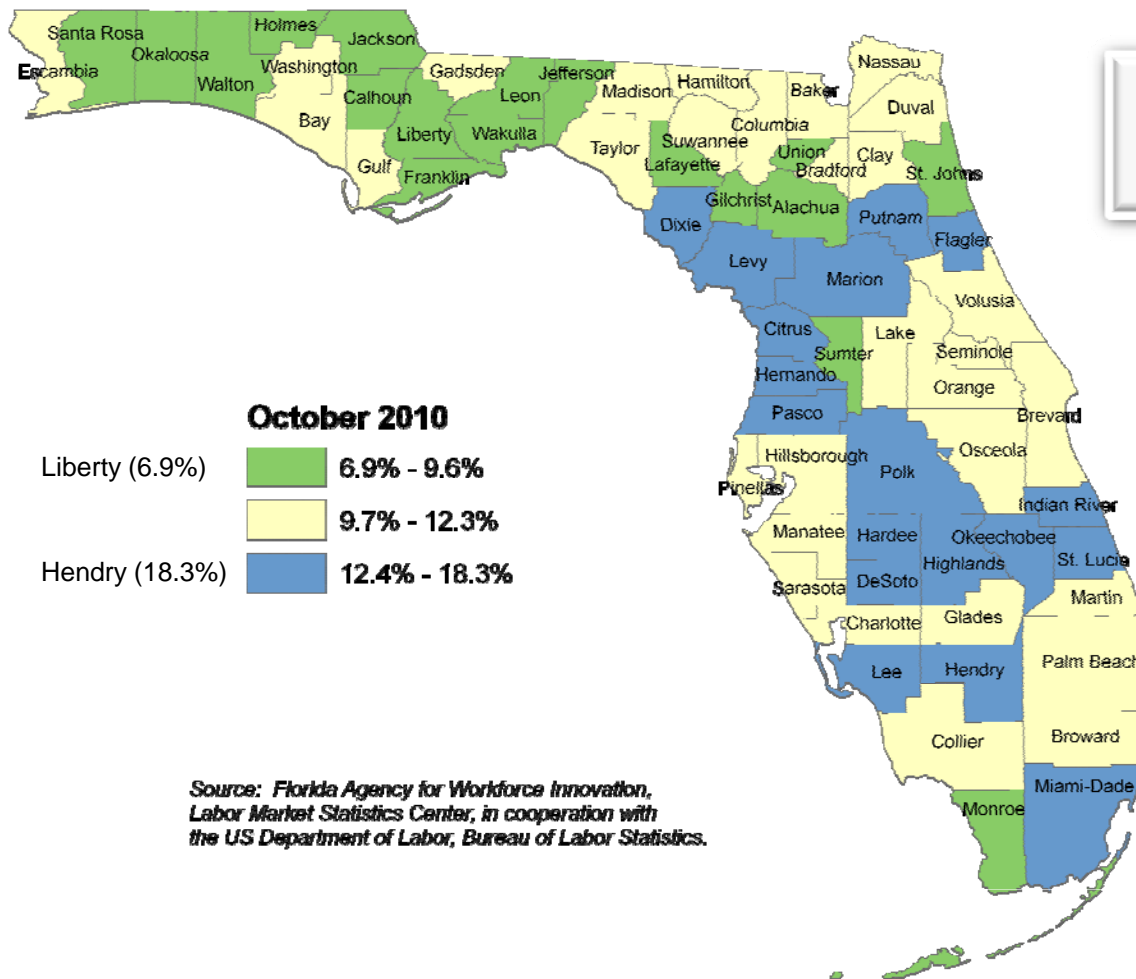 Santa Rosa
Holmes
Jackson
Okaloosa
Escambia
Walton
Washington
Gadsden
Jefferson
Calhoun
Leon
Bay
Liberty
Wakulla
Gulf
Franklin
Madison
Hamilton
Baker
Nassau
Duval
Columbia
Suwannee
Taylor
Lafayette
Union
Bradford
Clay
St. Johns
Gilchrist
Alachua
Putnam
Dixie
Flagler
Levy
Marion
Volusia
Citrus
Lake
Sumter
Seminole
Hernando
Orange
Pasco
Brevard
October 2010
Liberty (6.9%)
6.9% - 9.6%
9.7% - 12.3%
Hendry (18.3%)
12.4% - 18.3%
Hillsborough
Polk
Osceola
Pinellas
Indian River
Manatee
Hardee
Okeechobee
Highlands
St. Lucie
DeSoto
Sarasota
Martin
Charlotte
Glades
Lee
Hendry
Palm Beach
Collier
Broward
Miami-Dade
Monroe
Source: Florida Agency for Workforce Innovation,
Labor Market Statistics Center, in cooperation with
the US Department of Labor, Bureau of Labor Statistics.